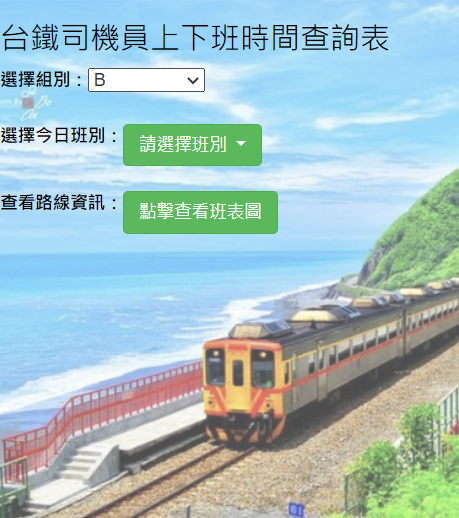 台鐵司機員上下班時間查詢表
選擇組別：B
選擇今日班別：請選擇班別
查看路線資訊：點擊查看班表圖